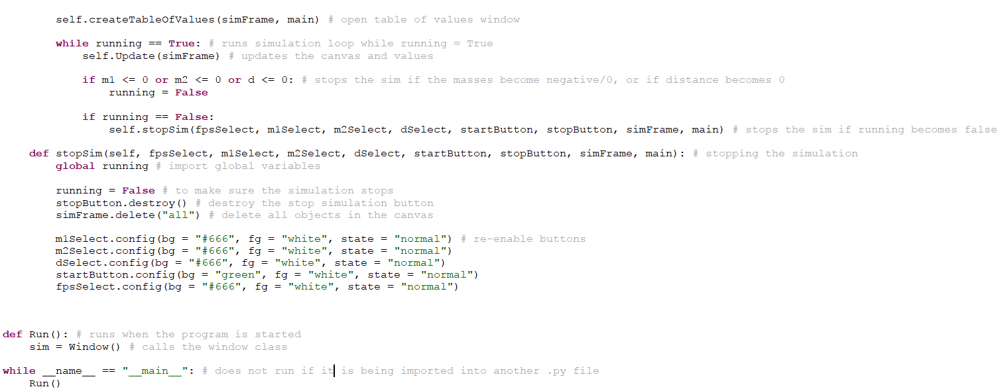 self.createTableOfValues(simFrame, main) # open table of values window
while running == True: # runs simulation loop while running = True
self.Update(simFrame) # updates the canvas and values
if m1 <= 0 or m2 <= 0 or d <= 0: # stops the sim if the masses become negative/0, or if distance becomes 0
running = False
if running == False:
self.stopSim(fpsSelect, m1Select, m2Select, dSelect, startButton, stopButton, simFrame, main) # stops the sim if running becomes false
def stopSim(self, fpsSelect, m1Select, m2Select, dSelect, startButton, stopButton, simFrame, main): # stopping the simulation
global running # import global variables
running = False # to make sure the simulation stops
stopButton.destroy() # destroy the stop simulation button
simFrame.delete("all") # delete all objects in the canvas
m1Select.config(bg = "#666", fg = "white", state = "normal") # re-enable buttons
m2Select.config(bg = "#666", fg = "white", state = "normal")
dSelect.config(bg = "#666", fg = "white", state = "normal")
startButton.config(bg = "green", fg = "white", state = "normal")
fpsSelect.config(bg = "#666", fg = "white", state = "normal")
def Run(): # runs when the program is started
sim = Window() # calls the window class
while __name__ == "__main__": # does not run if it is being imported into another .py file
Run()